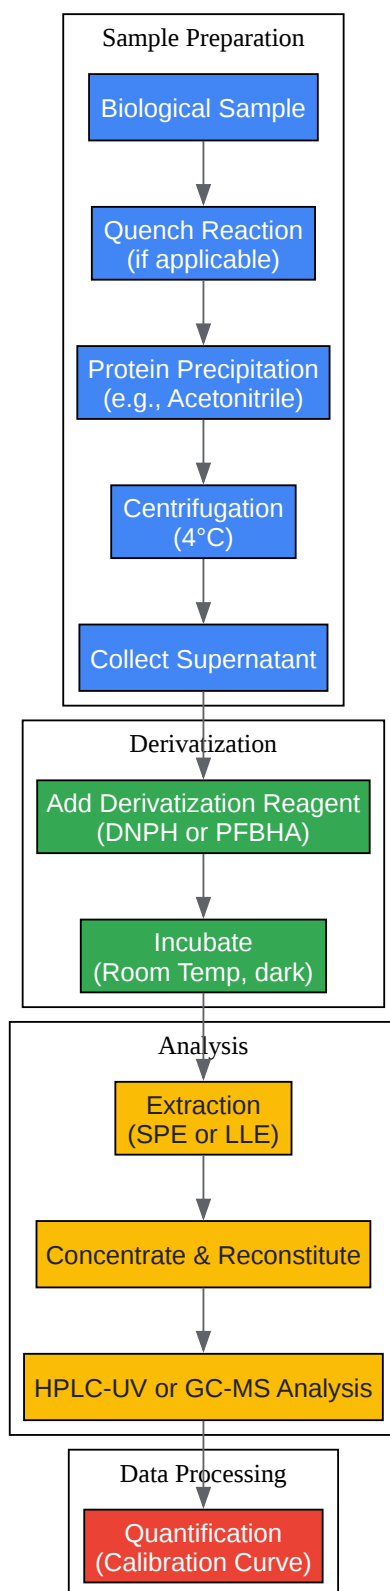 Sample Preparation
Biological Sample
Quench Reaction
(if applicable)
Protein Precipitation
(e.g., Acetonitrile)
Centrifugation
(4°C)
Collect Supernatant
Derivatization
Add Derivatization Reagent
(DNPH or PFBHA)
Incubate
(Room Temp, dark)
Analysis
Extraction
(SPE or LLE)
Concentrate & Reconstitute
HPLC-UV or GC-MS Analysis
Data Processing
Quantification
(Calibration Curve)